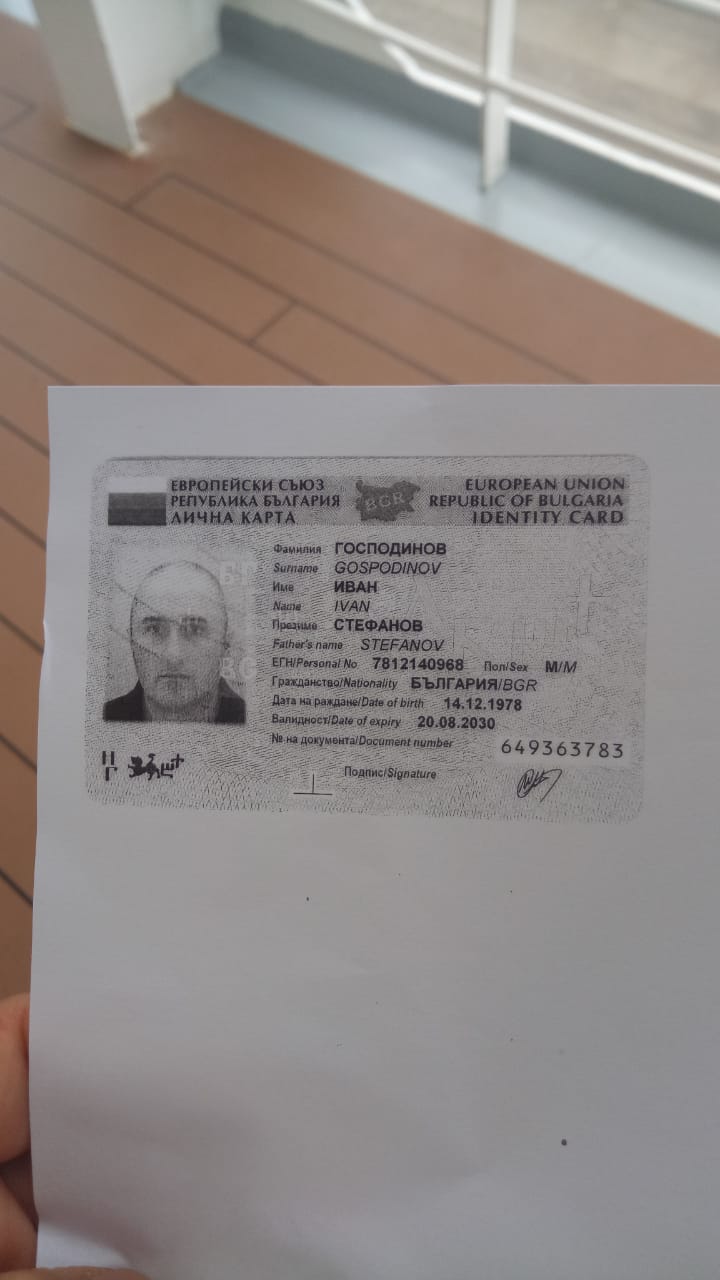 ЕВРОПЕЙСКИ СЪЮЗ
РЕПУБЛИКА БЪЛГАРИЯ
ЛИЧНА КАРТА
BGR
EUROPEAN UNION
REPUBLIC OF BULGARIA
IDENTITY CARD
Фамилия ГОСПОДИНОВ
Surname GOSPODINOV
Име ИВАН
Name IVAN
Презиме СТЕФАНОВ
Father's name STEFANOV
ЕГН/Personal No 7812140968 Пол/Sex М/M
Гражданство/Nationality БЪЛГАРИЯ/BGR
Дата на раждане/Date of birth 14.12.1978
Валидност/Date of expiry 20.08.2030
№ на документа/Document number 649363783
Подпис/Signature